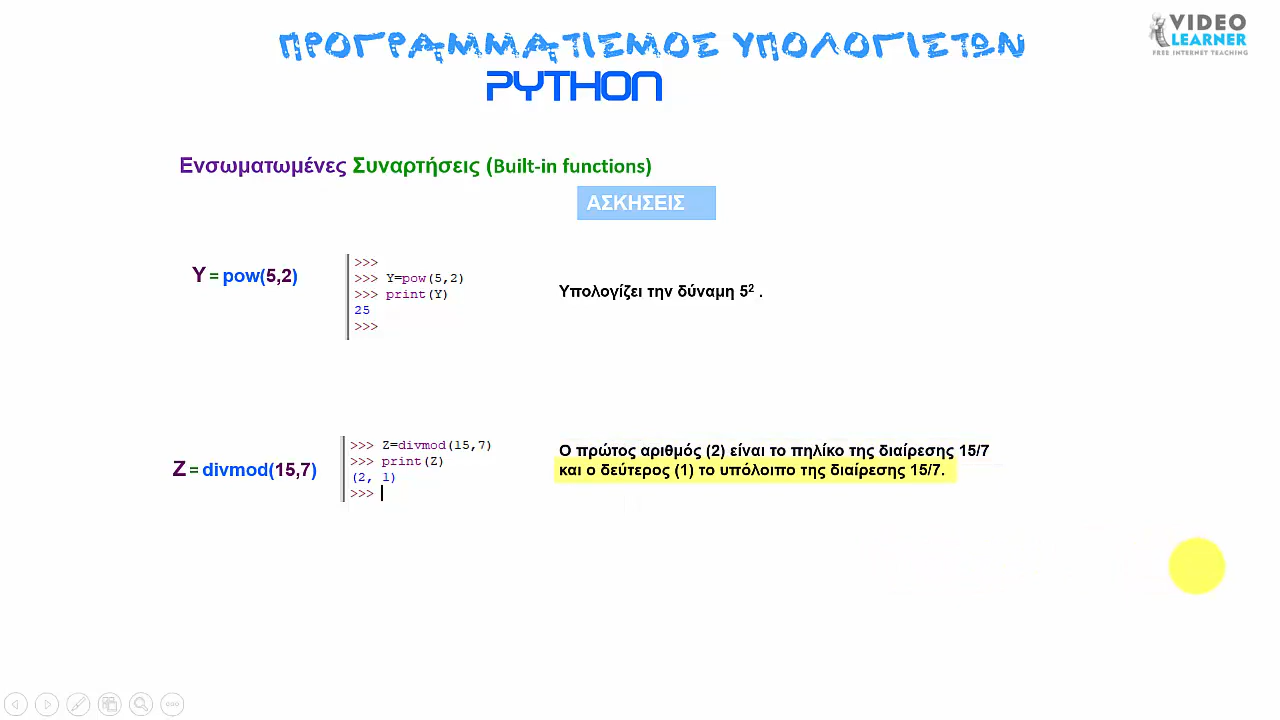 ΠΡΟΓΡΑΜΜΑΤΙΣΜΟΣ ΥΠΟΛΟΓΙΣΤΩΝ
PYTHON
VIDEO
LEARNER
FREE INTERNET TEACHING
Ενσωματωμένες Συναρτήσεις (Built-in functions)
ΑΣΚΗΣΕΙΣ
Y = pow(5,2)
>>>
>>> Y=pow(5,2)
>>> print(Y)
25
>>>
Υπολογίζει την δύναμη 5² .
Z = divmod(15,7)
>>> Z=divmod(15,7)
>>> print(Z)
(2, 1)
>>>
Ο πρώτος αριθμός (2) είναι το πηλίκο της διαίρεσης 15/7
και ο δεύτερος (1) το υπόλοιπο της διαίρεσης 15/7.